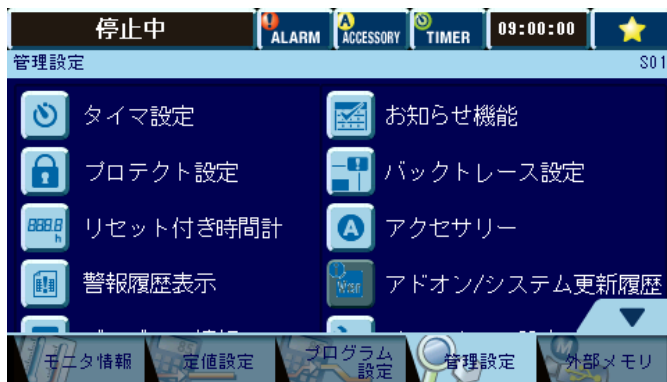 停止中 ALARM A ACCESSORY TIMER 09:00:00
管理設定 S01
タイマ設定 お知らせ機能
プロテクト設定 バックトレース設定
888.8 h リセット付き時間計 A アクセサリー
警報履歴表示 アドオン/システム更新履歴
モニタ情報 定値設定 プログラム設定 管理設定 外部メモリ